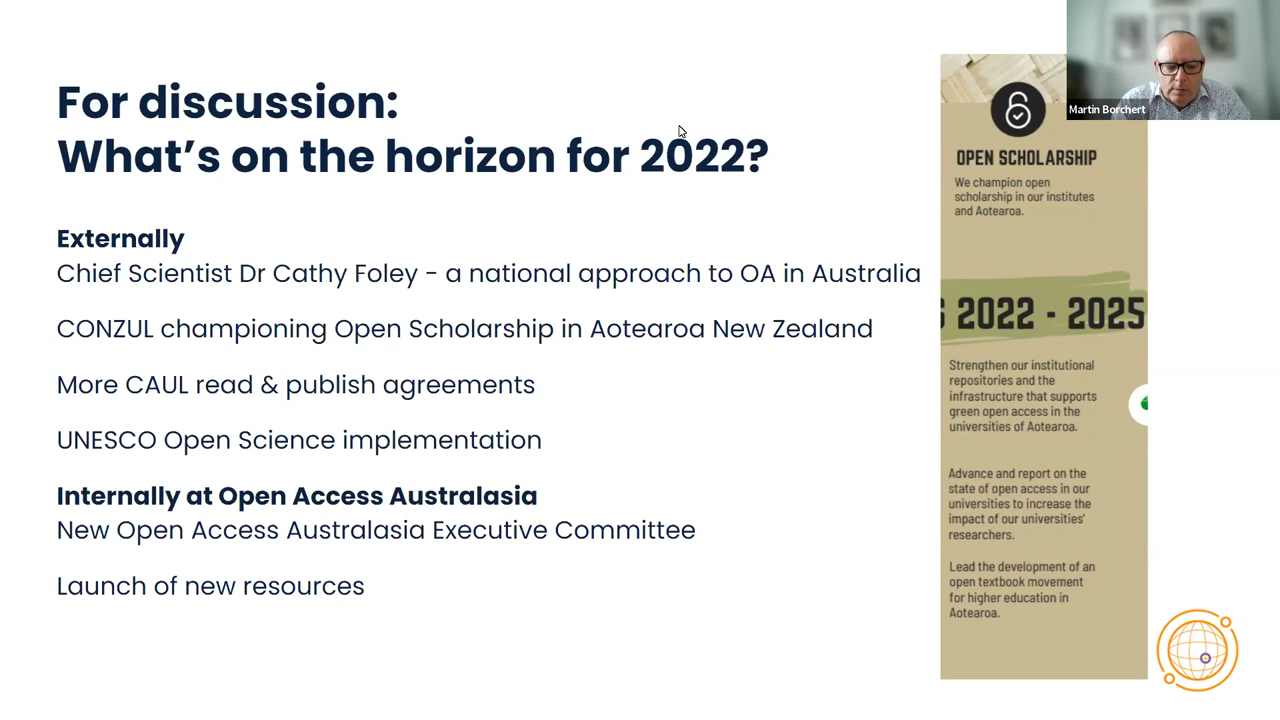 For discussion:
What's on the horizon for 2022?
Externally
Chief Scientist Dr Cathy Foley - a national approach to OA in Australia
CONZUL championing Open Scholarship in Aotearoa New Zealand
More CAUL read & publish agreements
UNESCO Open Science implementation
Internally at Open Access Australasia
New Open Access Australasia Executive Committee
Launch of new resources
OPEN SCHOLARSHIP
We champion open
scholarship in our institutes
and Aotearoa.
S 2022 - 2025
Strengthen our institutional
repositories and the
infrastructure that supports
green open access in the
universities of Aotearoa.
Advance and report on the
state of open access in our
universities to increase the
impact of our universities'
researchers.
Lead the development of an
open textbook movement
for higher education in
Aotearoa.
Martin Borchert